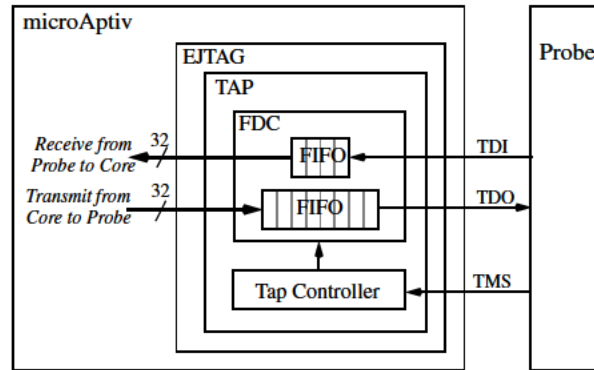 microAptiv
Probe
EJTAG
TAP
FDC
Receive from
Probe to Core
32
FIFO
TDI
Transmit from
Core to Probe
32
FIFO
TDO
Tap Controller
TMS